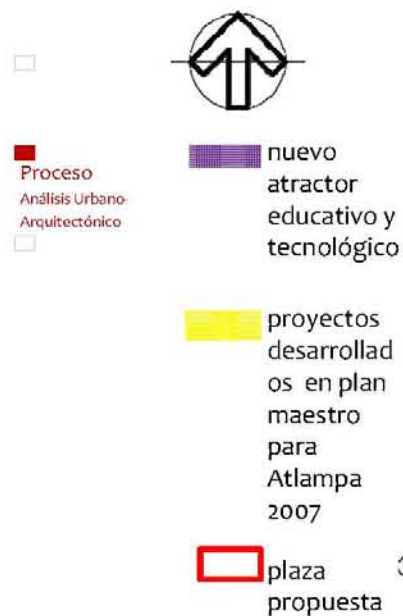 Proceso
Análisis Urbano-
Arquitectónico
nuevo
atractor
educativo y
tecnológico
proyectos
desarrollad
os en plan
maestro
para
Atlampa
2007
plaza
propuesta